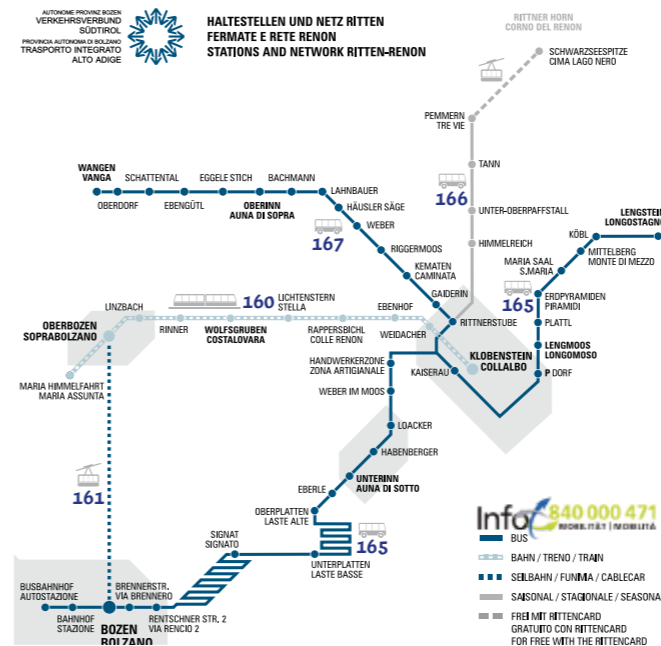 AUTONOME PROVINZ BOZEN
VERKEHRSVERBUND
SÜDTIROL
PROVINCIA AUTONOMA DI BOLZANO
TRASPORTO INTEGRATO
ALTO ADIGE
HALTESTELLEN UND NETZ RITTEN
FERMATE E RETE RENON
STATIONS AND NETWORK RITTEN-RENON
RITTNER HORN
CORNO DEL RENON
SCHWARZSEESPITZE
CIMA LAGO NERO
PEMMERN
TRE VIE
TANN
166
UNTER-OBERPFAFFSTALL
HIMMELREICH
WANGEN
VANGA
OBERDORF
SCHATTENTAL
EBENGÜTL
EGGELE STICH
OBERINN
AUNA DI SOPRA
BACHMANN
LAHNBAUER
HÄUSLER SÄGE
WEBER
167
RIGGERMOOS
KEMATEN
CAMINATA
GAIDERIN
RITTNERSTUBE
LENGSTEIN
LONGOSTAGNO
KÖBL
MITTELBERG
MONTE DI MEZZO
MARIA SAAL
S.MARIA
165
ERDPYRAMIDEN
PIRAMIDI
PLATTL
LENGMOOS
LONGOMOSO
P DORF
KLOBENSTEIN
COLLALBO
KAISERAU
LINZBACH
160
LICHTENSTERN
STELLA
EBENHOF
OBERBOZEN
SOPRABOLZANO
RINNER
WOLFSGRUBEN
COSTALOVARA
RAPPERSBICHL
COLLE RENON
WEIDACHER
MARIA HIMMELFAHRT
MARIA ASSUNTA
HANDWERKERZONE
ZONA ARTIGIANALE
WEBER IM MOOS
LOACKER
HABENBERGER
UNTERINN
AUNA DI SOTTO
EBERLE
OBERPLATTEN
LASTE ALTE
165
UNTERPLATTEN
LASTE BASSE
SIGNAT
SIGNATO
161
BUSBAHNHOF
AUTOSTAZIONE
BRENNERSTR.
VIA BRENNERO
BAHNHOF
STAZIONE
BOZEN
BOLZANO
RENTSCHNER STR. 2
VIA RENCIO 2
Info 840 000 471
MOBILITÄT | MOBILITÀ
BUS
BAHN / TRENO / TRAIN
SEILBAHN / FUNIVIA / CABLECAR
SAISONAL / STAGIONALE / SEASONAL
FREI MIT RITTENCARD
GRATUITO CON RITTENCARD
FOR FREE WITH THE RITTENCARD